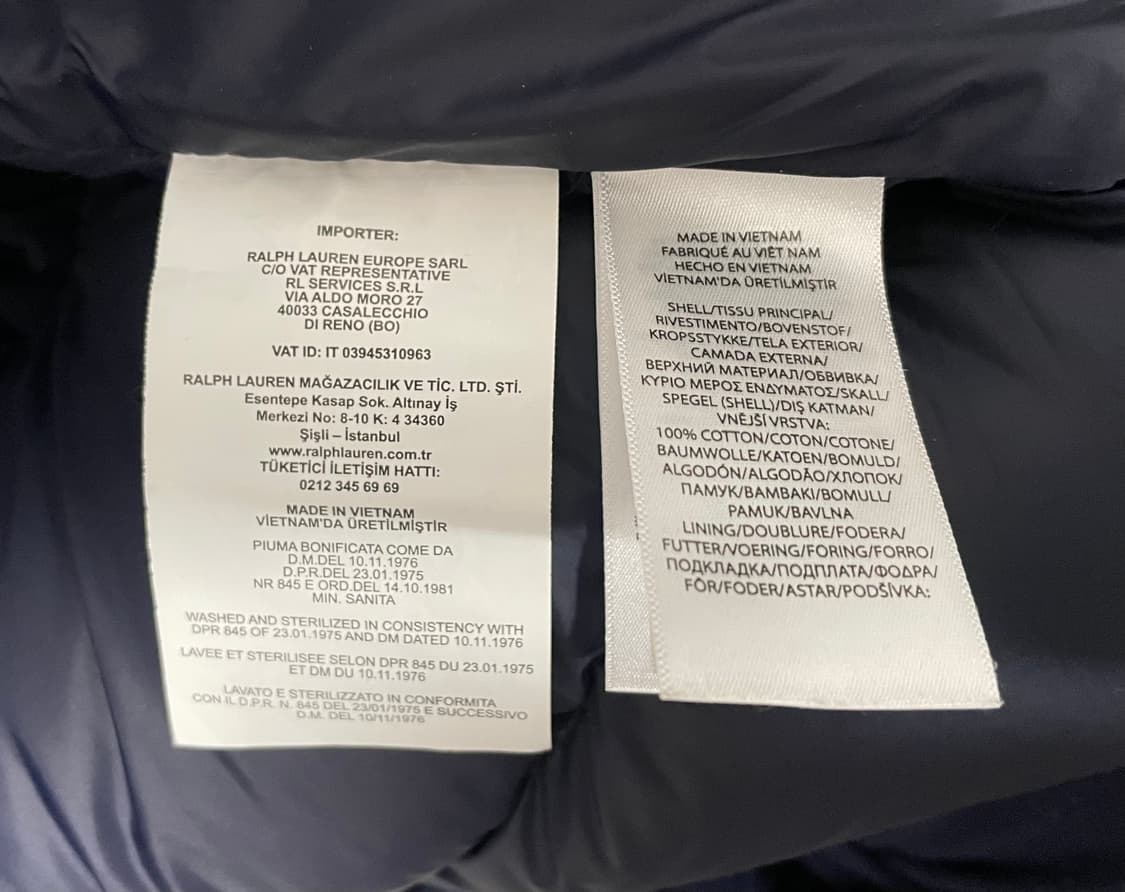 IMPORTER:
RALPH LAUREN EUROPE SARL
C/O VAT REPRESENTATIVE
RL SERVICES S.R.L
VIA ALDO MORO 27
40033 CASALECCHIO
DI RENO (BO)
VAT ID: IT 03945310963
RALPH LAUREN MAĞAZACILIK VE TİC. LTD. ŞTİ.
Esentepe Kasap Sok. Altınay İş
Merkezi No: 8-10 K: 4 34360
Şişli – İstanbul
www.ralphlauren.com.tr
TÜKETİCİ İLETİŞİM HATTI:
0212 345 69 69
MADE IN VIETNAM
VİETNAM'DA ÜRETİLMİŞTİR
PIUMA BONIFICATA COME DA
D.M.DEL 10.11.1976
D.P.R.DEL 23.01.1975
NR 845 E ORD.DEL 14.10.1981
MIN. SANITA
WASHED AND STERILIZED IN CONSISTENCY WITH
DPR 845 OF 23.01.1975 AND DM DATED 10.11.1976
LAVEE ET STERILISEE SELON DPR 845 DU 23.01.1975
ET DM DU 10.11.1976
LAVATO E STERILIZZATO IN CONFORMITA
CON IL D.P.R. N. 845 DEL 23/01/1975 E SUCCESSIVO
D.M. DEL 10/11/1976
MADE IN VIETNAM
FABRIQUÉ AU VIÊT NAM
HECHO EN VIETNAM
VİETNAM'DA ÜRETİLMİŞTİR
SHELL/TISSU PRINCIPAL/
RIVESTIMENTO/BOVENSTOF/
KROPSSTYKKE/TELA EXTERIOR/
CAMADA EXTERNA/
ВЕРХНИЙ МАТЕРИАЛ/ОБВИВКА/
ΚΥΡΙΟ ΜΕΡΟΣ ΕΝΔΥΜΑΤΟΣ/SKALL/
SPEGEL (SHELL)/DIŞ KATMAN/
VNĚJŠÍ VRSTVA:
100% COTTON/COTON/COTONE/
BAUMWOLLE/KATOEN/BOMULD/
ALGODÓN/ALGODÃO/ХЛОПОК/
ПАМУК/ΒΑΜΒΑΚΙ/BOMULL/
PAMUK/BAVLNA
LINING/DOUBLURE/FODERA/
FUTTER/VOERING/FORING/FORRO/
ПОДКЛАДКА/ПОДПЛАТА/ΦΟΔΡΑ/
FÔR/FODER/ASTAR/PODŠÍVKA: